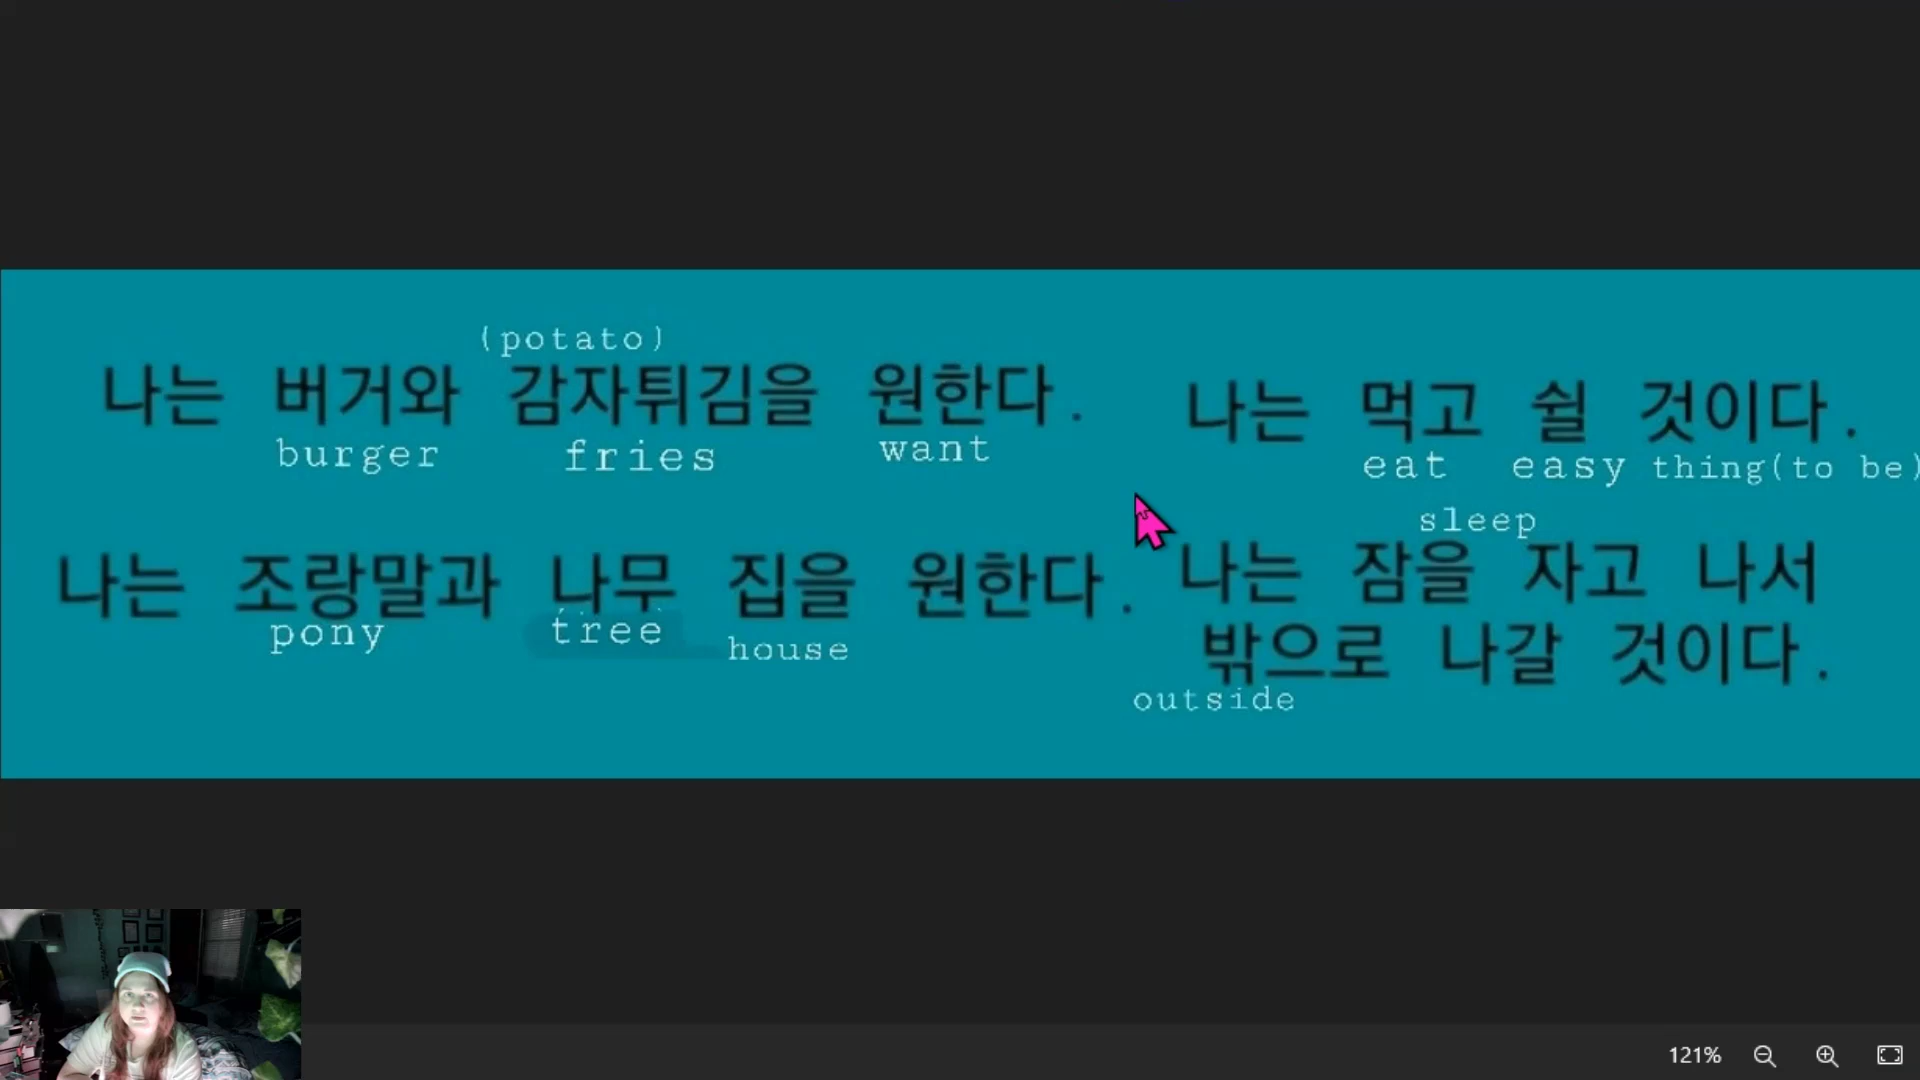 (potato)
나는 버거와 감자튀김을 원한다.
burger fries want
나는 조랑말과 나무 집을 원한다.
pony tree house
나는 먹고 쉴 것이다.
eat easy thing(to be)
sleep
나는 잠을 자고 나서
밖으로 나갈 것이다.
outside
121%